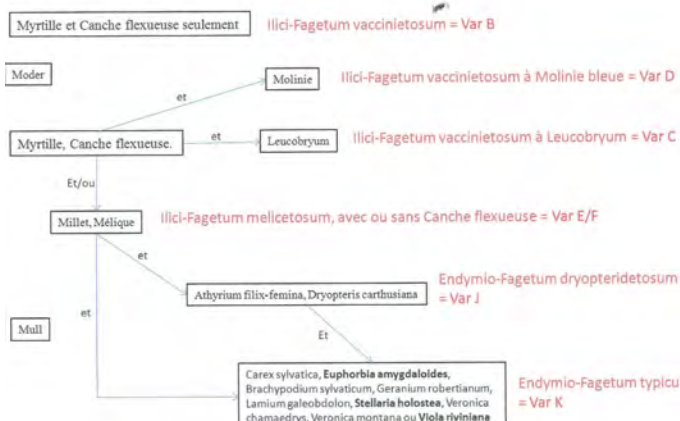 Myrtille et Canche flexueuse seulement
Ilici-Fagetum vaccinietosum = Var B
Moder
et
Molinie
Ilici-Fagetum vaccinietosum à Molinie bleue = Var D
Myrtille, Canche flexueuse.
et
Leucobryum
Ilici-Fagetum vaccinietosum à Leucobryum = Var C
Et/ou
Millet, Mélique
Ilici-Fagetum melicetosum, avec ou sans Canche flexueuse = Var E/F
et
et
Athyrium filix-femina, Dryopteris carthusiana
Endymio-Fagetum dryopteridetosum
= Var J
Mull
Et
Carex sylvatica, Euphorbia amygdaloides,
Brachypodium sylvaticum, Geranium robertianum,
Lamium galeobdolon, Stellaria holostea, Veronica
chamaedrys, Veronica montana ou Viola riviniana
Endymio-Fagetum typicu
= Var K